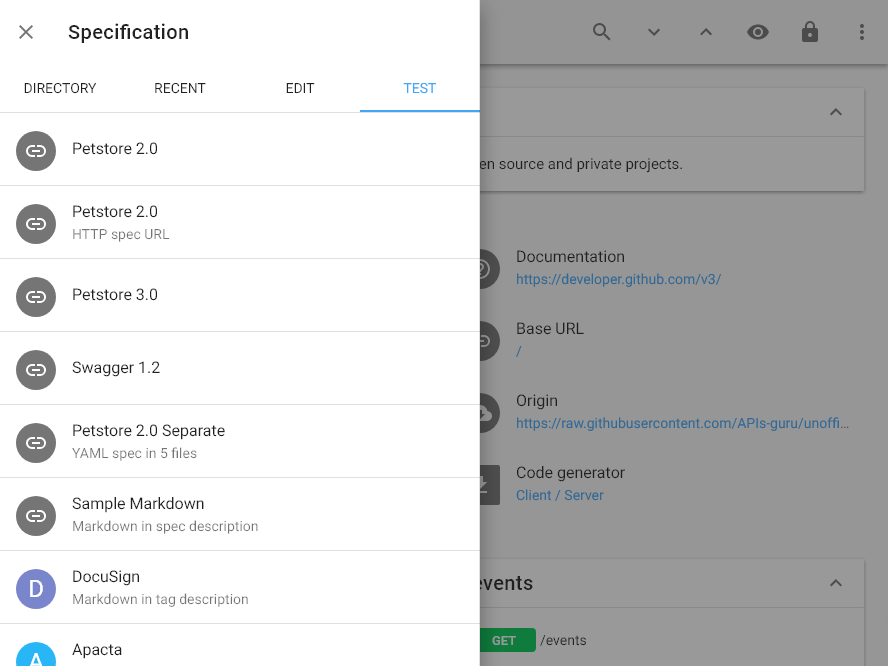 Specification
DIRECTORY RECENT EDIT TEST
Petstore 2.0
Petstore 2.0
HTTP spec URL
Petstore 3.0
Swagger 1.2
Petstore 2.0 Separate
YAML spec in 5 files
Sample Markdown
Markdown in spec description
D
DocuSign
Markdown in tag description
A
Apacta
en source and private projects.
Documentation
https://developer.github.com/v3/
Base URL
/
Origin
https://raw.githubusercontent.com/APIs-guru/unoffi...
Code generator
Client / Server
events
GET /events